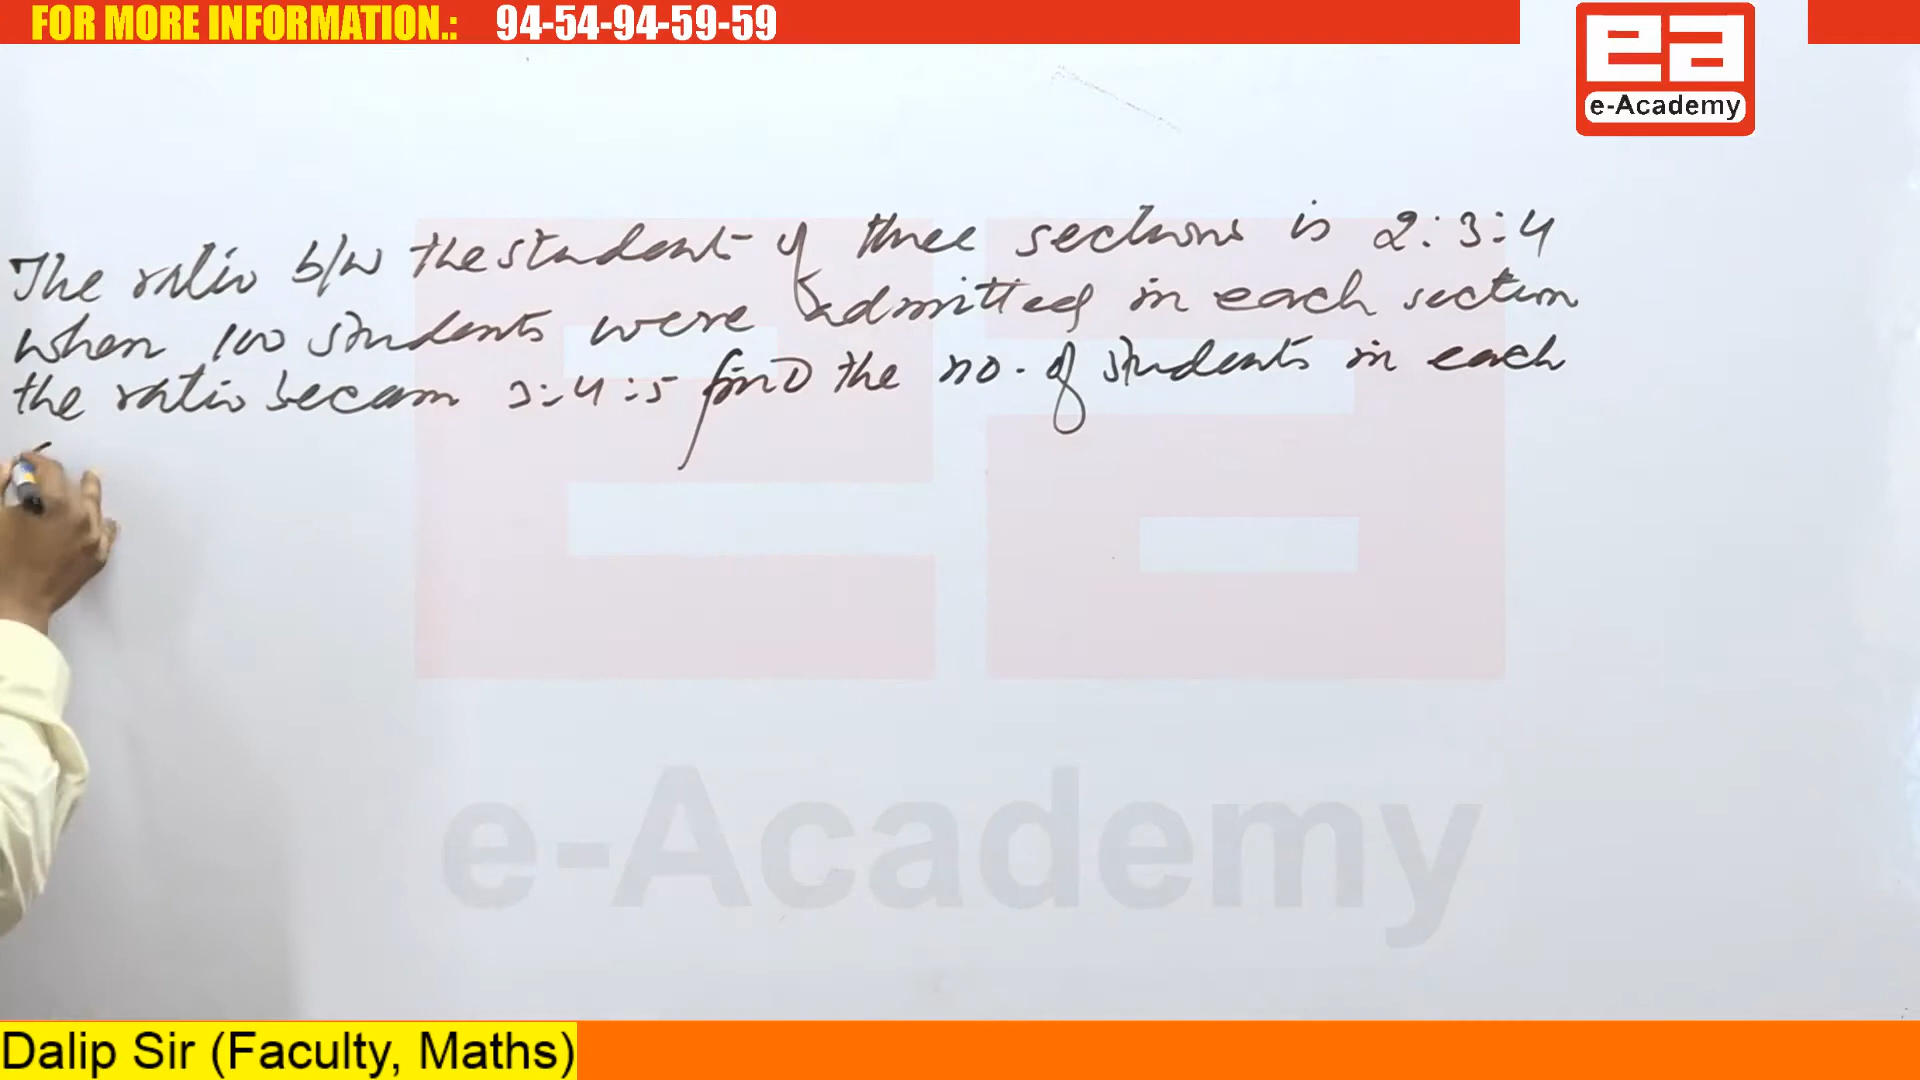 FOR MORE INFORMATION.: 94-54-94-59-59
ea
e-Academy
The ratio b/w the student of three sections is 2:3:4
when 100 students were admitted in each section
the ratio becam 3:4:5 find the no. of students in each
e-Academy
Dalip Sir (Faculty, Maths)